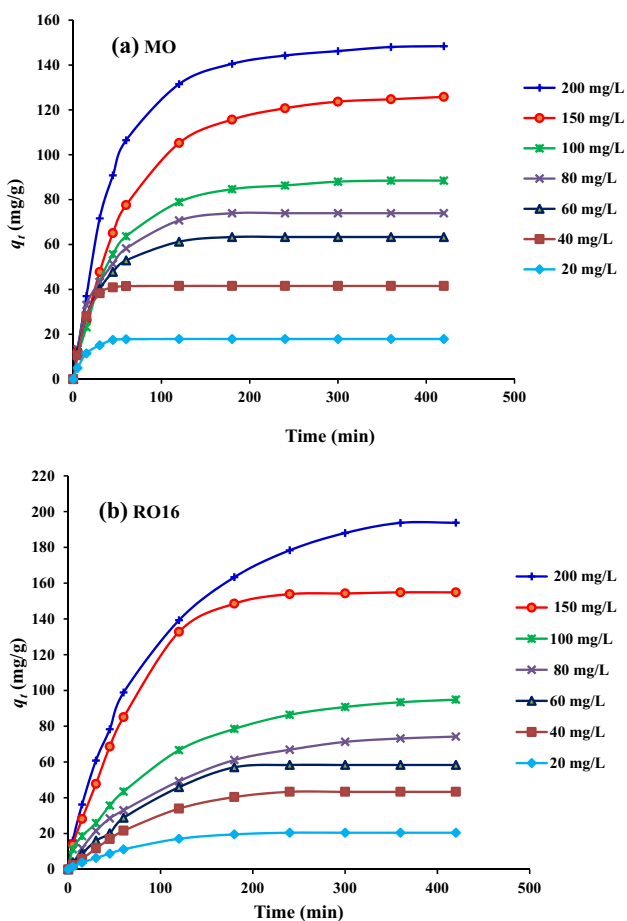 (a) MO
160
140
120
100
80
60
40
20
0
0 100 200 300 400 500
qt (mg/g)
Time (min)
200 mg/L
150 mg/L
100 mg/L
80 mg/L
60 mg/L
40 mg/L
20 mg/L
(b) RO16
220
200
180
160
140
120
100
80
60
40
20
0
0 100 200 300 400 500
qt (mg/g)
Time (min)
200 mg/L
150 mg/L
100 mg/L
80 mg/L
60 mg/L
40 mg/L
20 mg/L